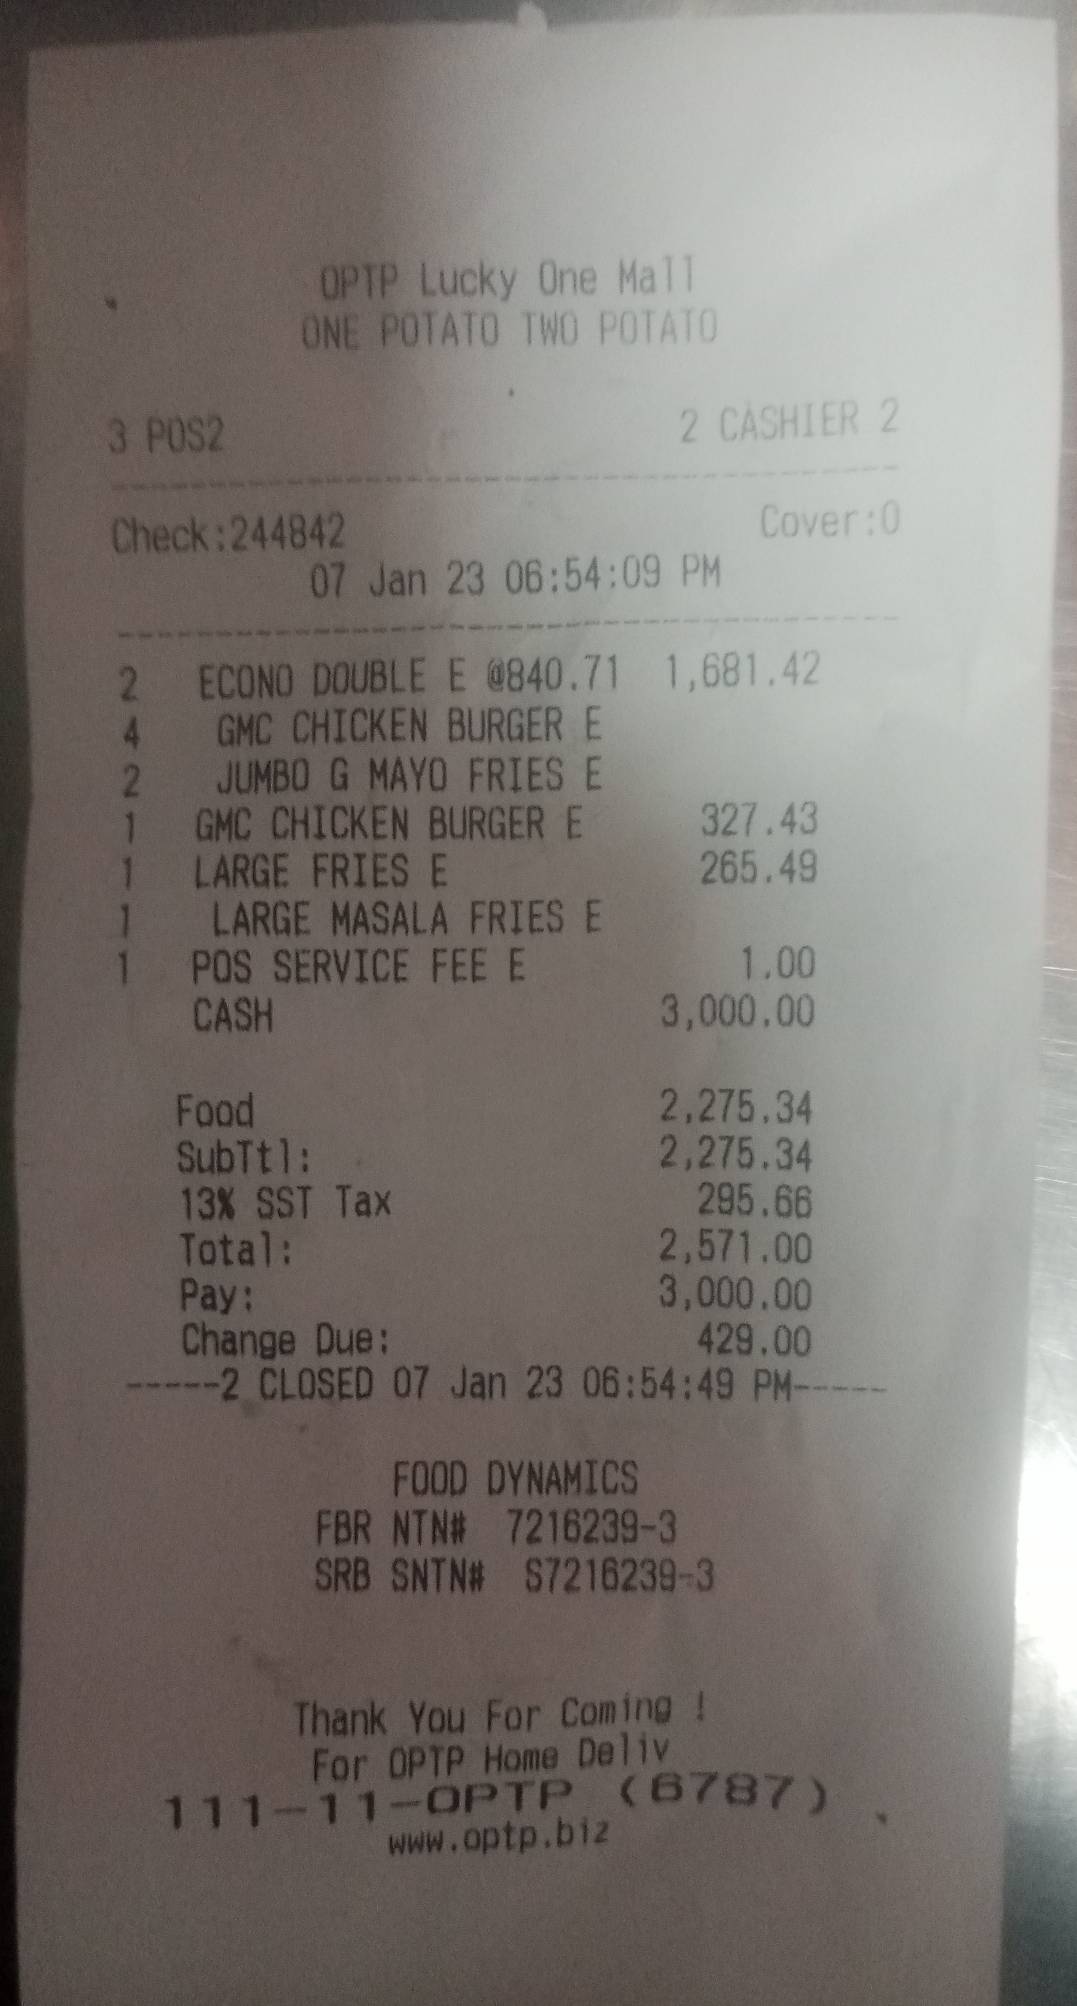 OPTP Lucky One Mall
ONE POTATO TWO POTATO
3 POS2 2 CASHIER 2
Check:244842 Cover:0
07 Jan 23 06:54:09 PM
2 ECONO DOUBLE E @840.71 1,681.42
4 GMC CHICKEN BURGER E
2 JUMBO G MAYO FRIES E
1 GMC CHICKEN BURGER E 327.43
1 LARGE FRIES E 265.49
1 LARGE MASALA FRIES E
1 POS SERVICE FEE E 1.00
CASH 3,000.00
Food 2,275.34
SubTtl: 2,275.34
13% SST Tax 295.66
Total: 2,571.00
Pay: 3,000.00
Change Due: 429.00
-----2 CLOSED 07 Jan 23 06:54:49 PM-----
FOOD DYNAMICS
FBR NTN# 7216239-3
SRB SNTN# S7216239-3
Thank You For Coming !
For OPTP Home Deliv
111-11-OPTP (6787)
www.optp.biz